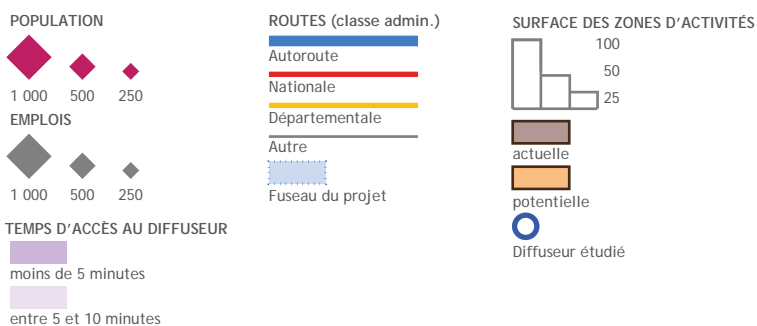 POPULATION
1 000 500 250
EMPLOIS
1 000 500 250
TEMPS D'ACCÈS AU DIFFUSEUR
moins de 5 minutes
entre 5 et 10 minutes
ROUTES (classe admin.)
Autoroute
Nationale
Départementale
Autre
Fuseau du projet
SURFACE DES ZONES D'ACTIVITÉS
100
50
25
actuelle
potentielle
Diffuseur étudié